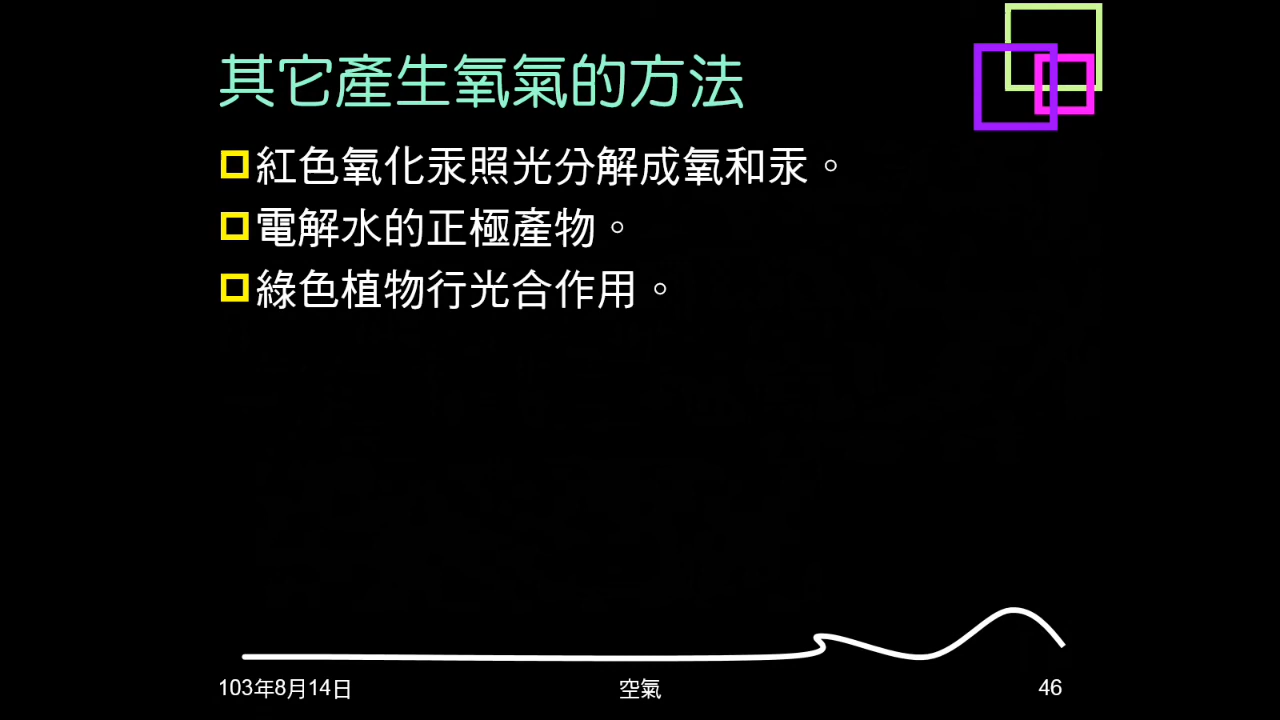 其它產生氧氣的方法
紅色氧化汞照光分解成氧和汞。
電解水的正極產物。
綠色植物行光合作用。
103年8月14日
空氣
46